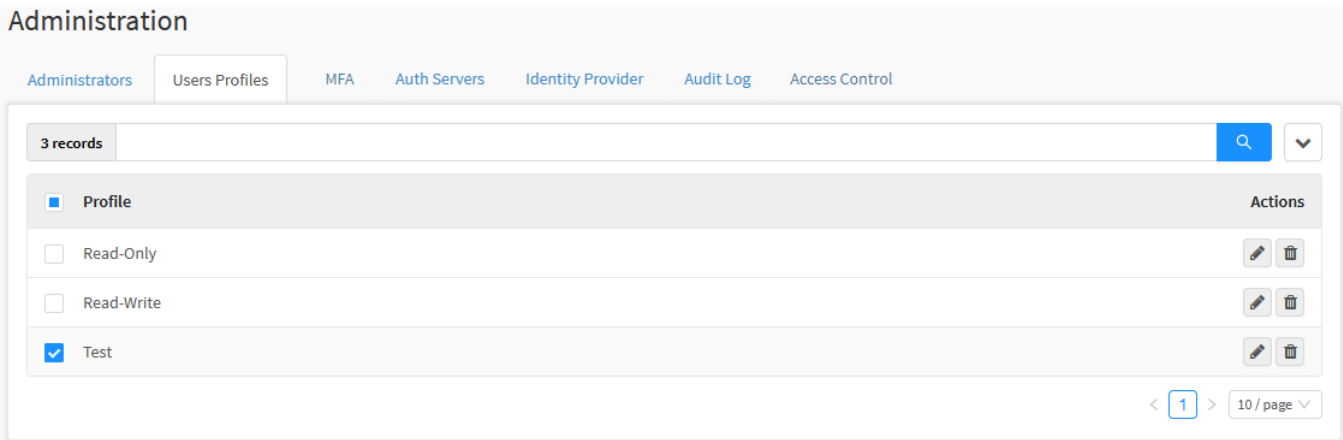 Administration
Administrators Users Profiles MFA Auth Servers Identity Provider Audit Log Access Control
3 records
Profile Actions
Read-Only
Read-Write
Test
1 10 / page